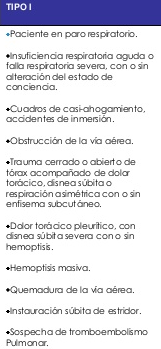 TIPO I
◆Paciente en paro respiratorio.
◆Insuficiencia respiratoria aguda o
falla respiratoria severa, con o sin
alteración del estado de
conciencia.
◆Cuadros de casi-ahogamiento,
accidentes de inmersión.
◆Obstrucción de la vía aérea.
◆Trauma cerrado o abierto de
tórax acompañado de dolor
torácico, disnea súbita o
respiración asimétrica con o sin
enfisema subcutáneo.
◆Dolor torácico pleurítico, con
disnea súbita severa con o sin
hemoptisis.
◆Hemoptisis masiva.
◆Quemadura de la vía aérea.
◆Instauración súbita de estridor.
◆Sospecha de tromboembolismo
Pulmonar.